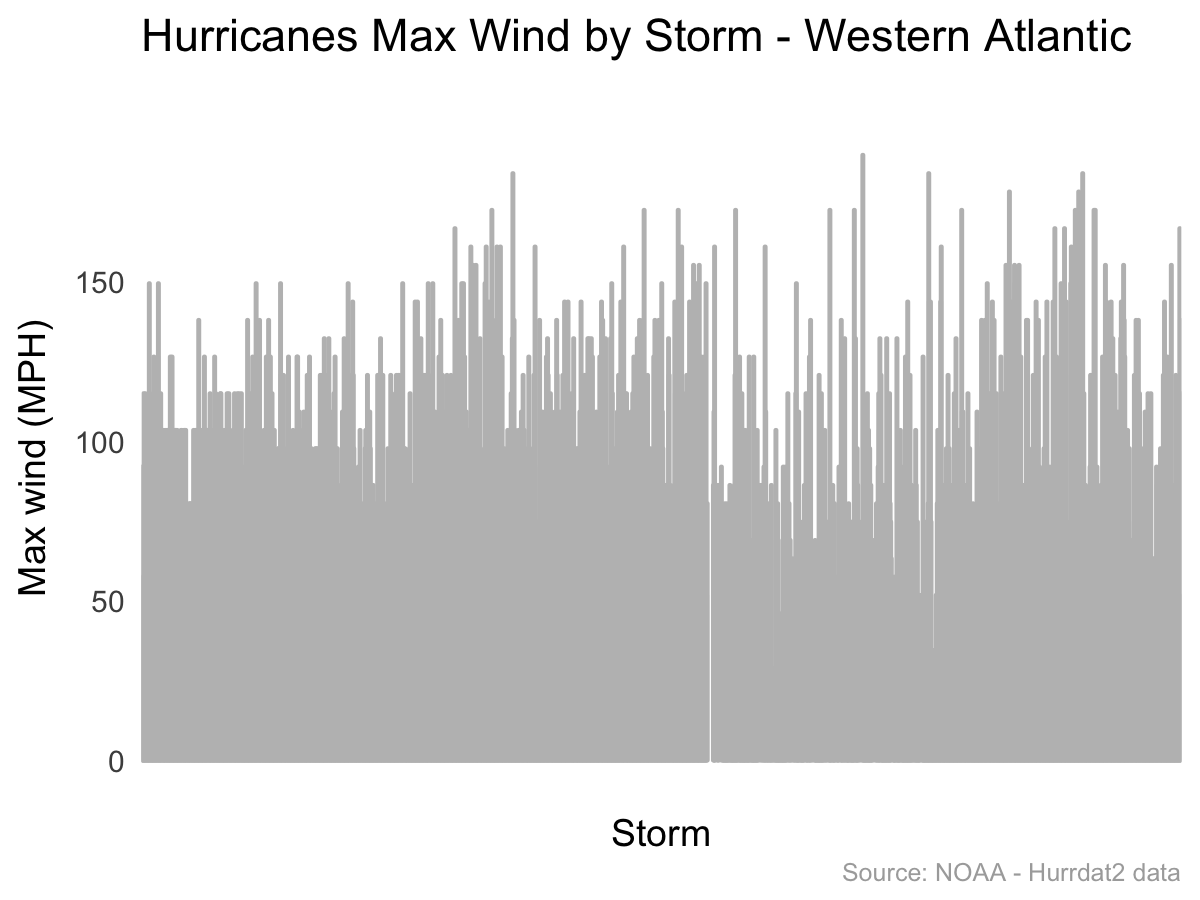 Hurricanes Max Wind by Storm - Western Atlantic
150
100
50
0
Max wind (MPH)
Storm
Source: NOAA - Hurrdat2 data